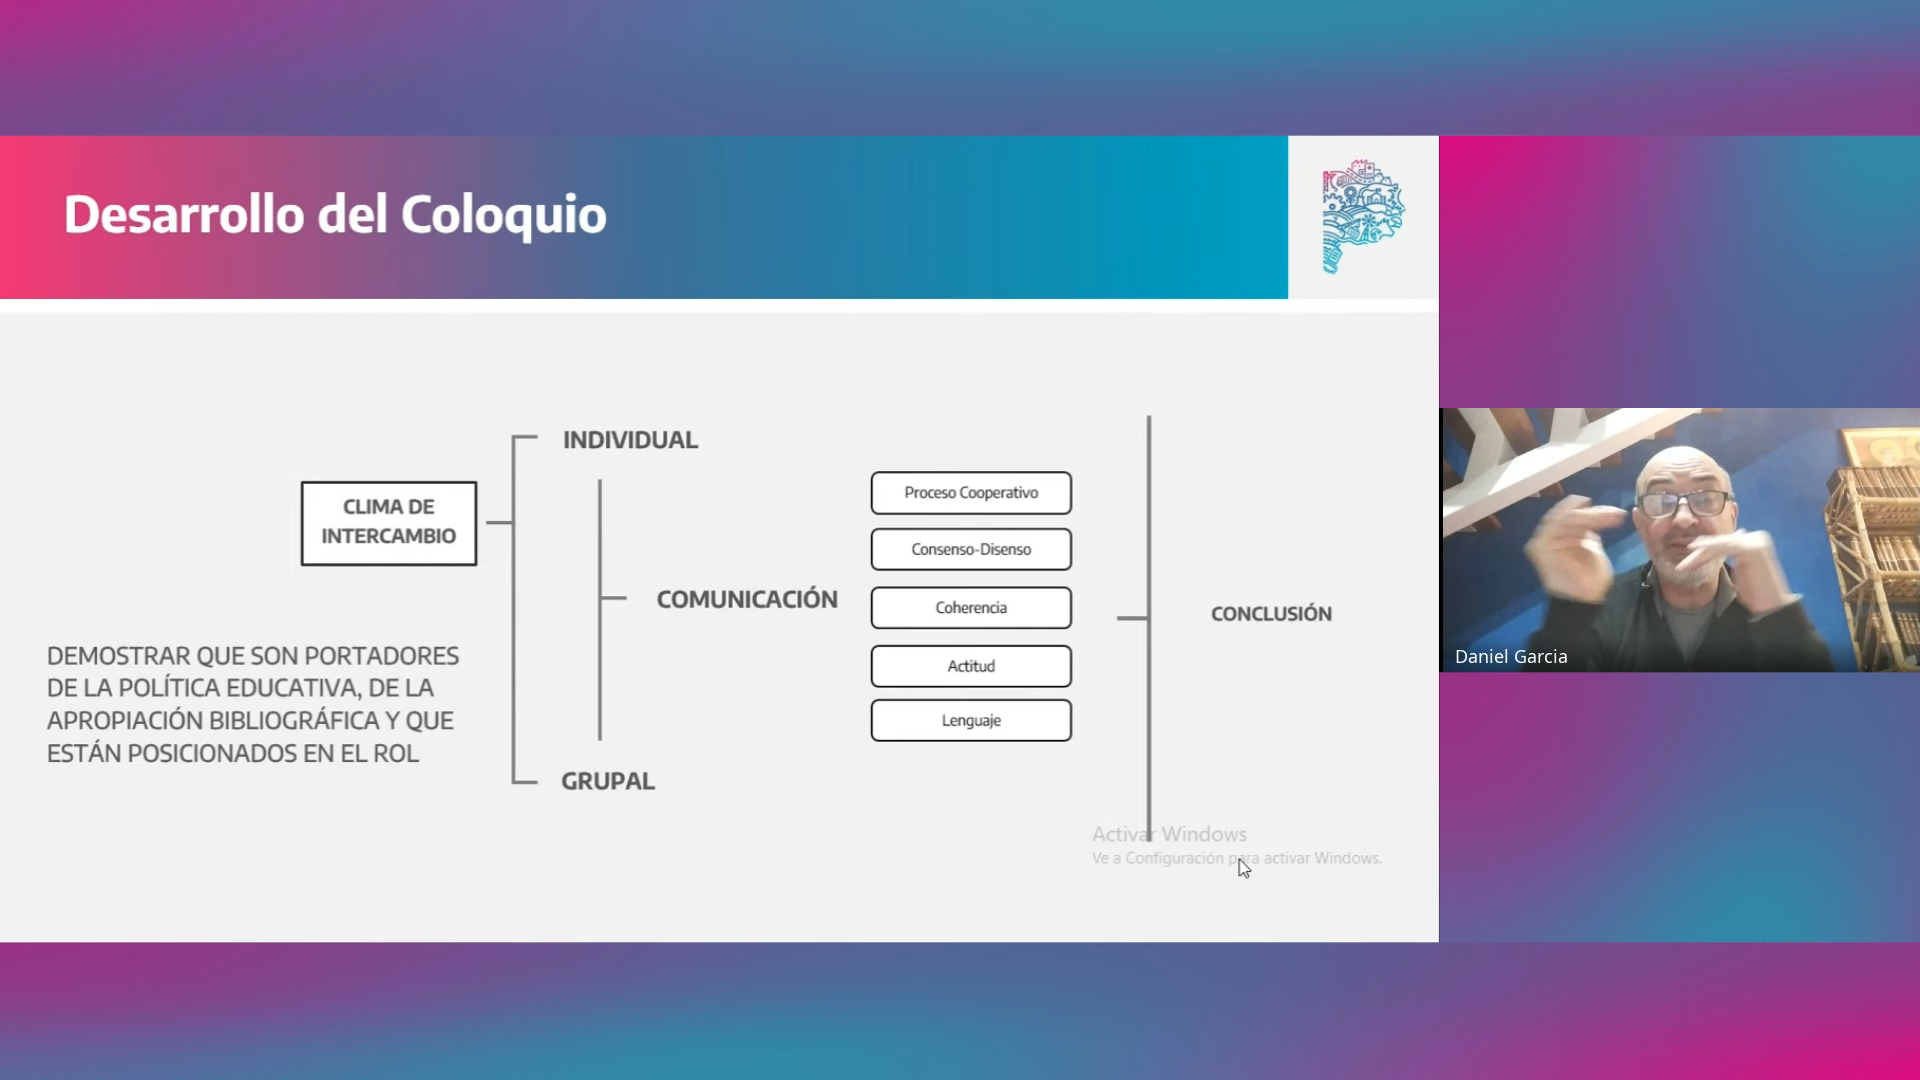 Desarrollo del Coloquio
CLIMA DE
INTERCAMBIO
DEMOSTRAR QUE SON PORTADORES
DE LA POLÍTICA EDUCATIVA, DE LA
APROPIACIÓN BIBLIOGRÁFICA Y QUE
ESTÁN POSICIONADOS EN EL ROL
INDIVIDUAL
COMUNICACIÓN
GRUPAL
Proceso Cooperativo
Consenso-Disenso
Coherencia
Actitud
Lenguaje
CONCLUSIÓN
Activar Windows
Ve a Configuración para activar Windows.
Daniel Garcia